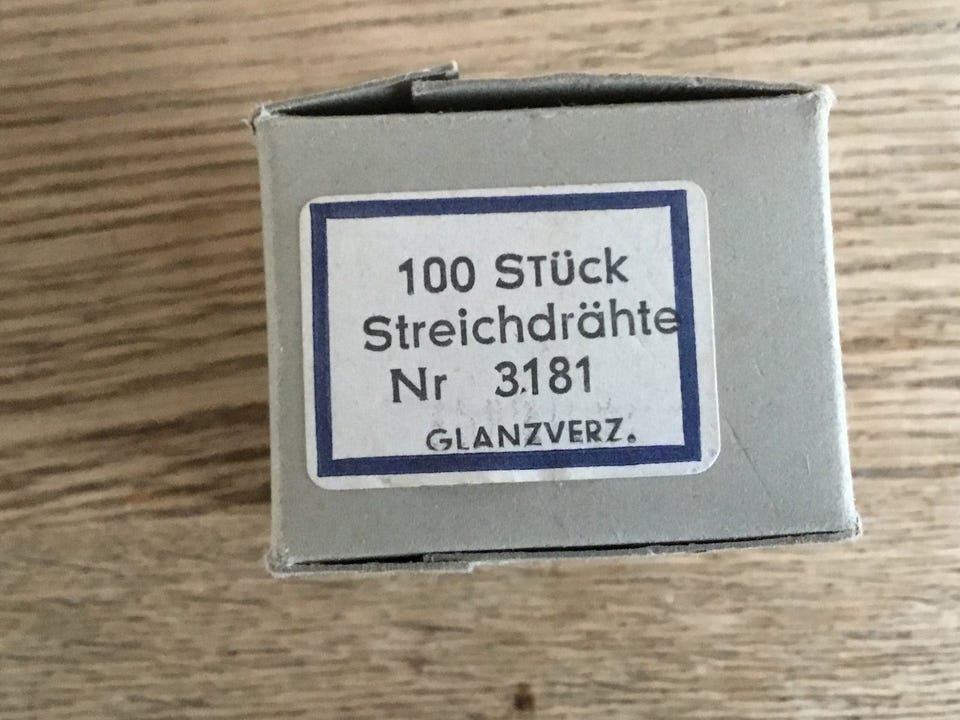 100 STücK
Streichdrähte
Nr 3181
GLANZVERZ.